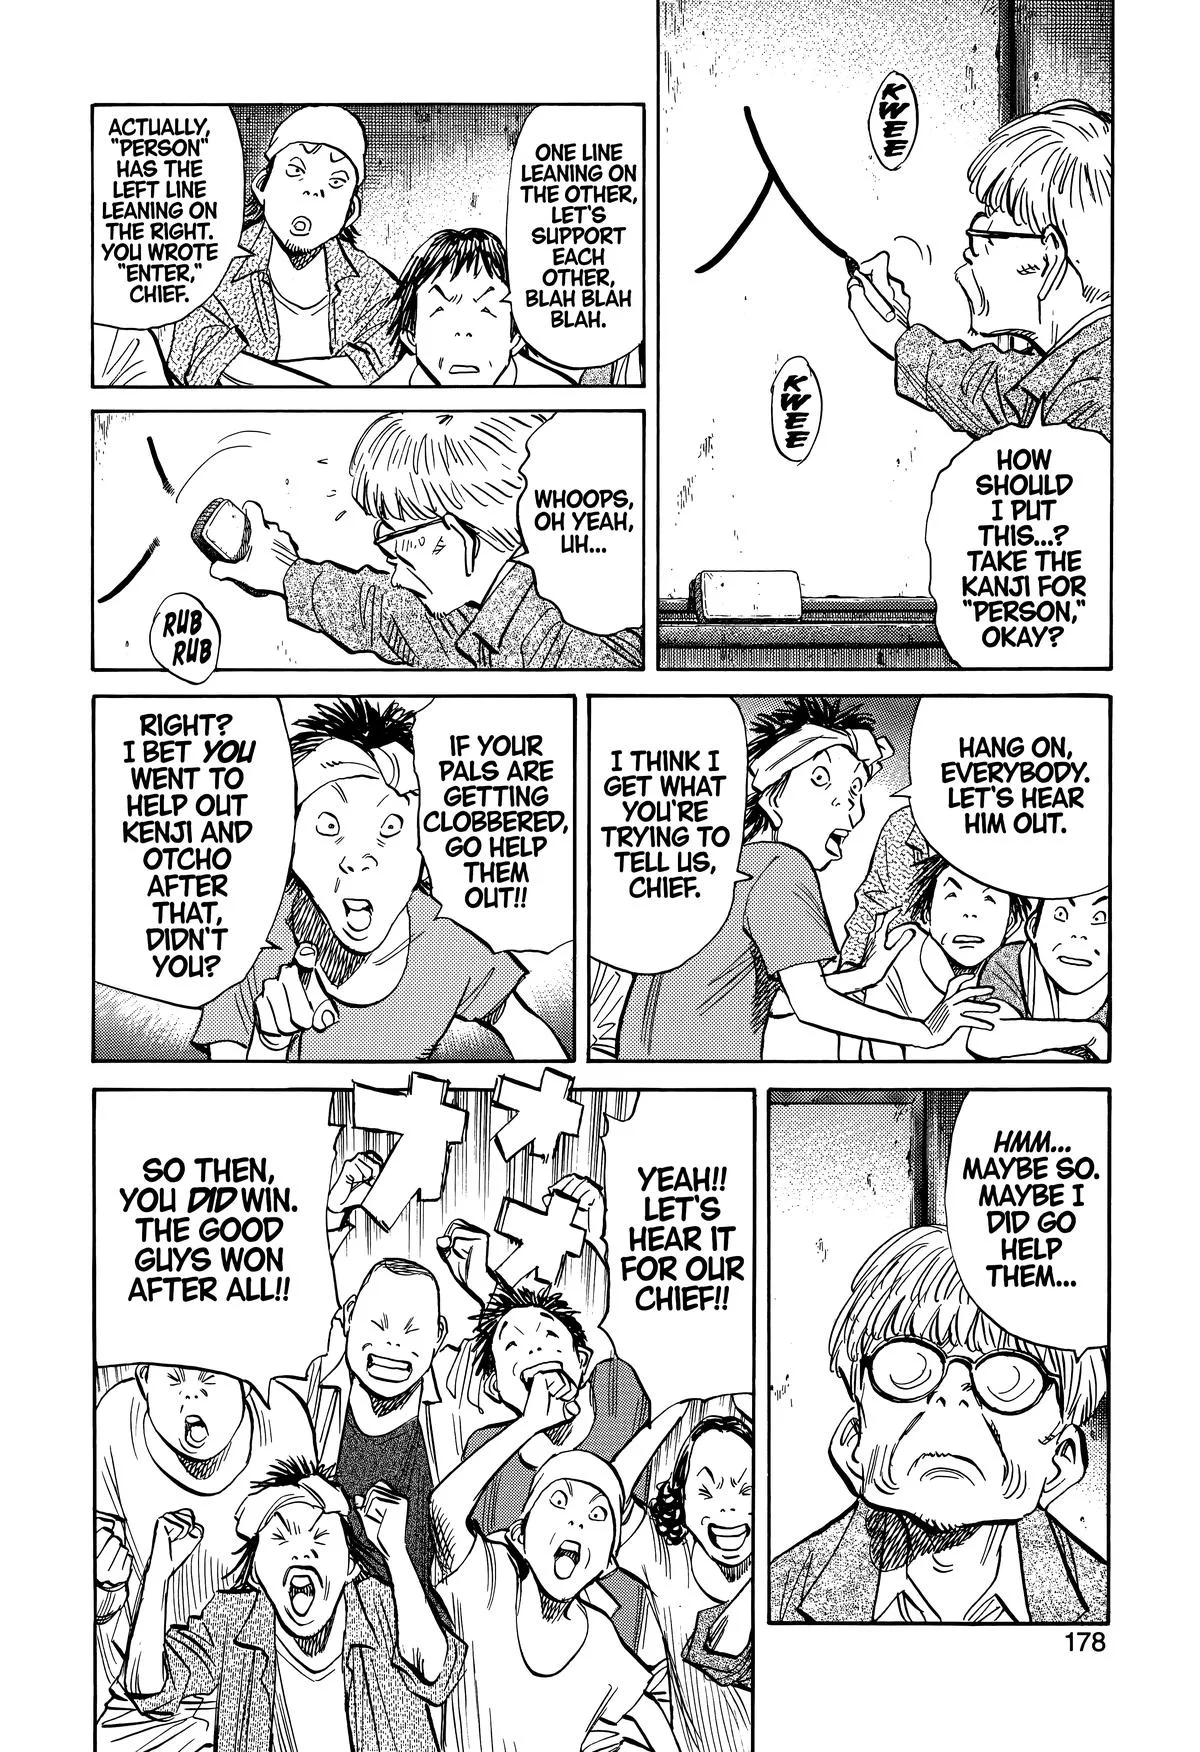 KWEE
入
KWEE
HOW
SHOULD
I PUT
THIS...?
TAKE THE
KANJI FOR
"PERSON,"
OKAY?
ONE LINE
LEANING ON
THE OTHER,
LET'S
SUPPORT
EACH
OTHER,
BLAH BLAH
BLAH.
ACTUALLY,
"PERSON"
HAS THE
LEFT LINE
LEANING ON
THE RIGHT.
YOU WROTE
"ENTER,"
CHIEF.
WHOOPS,
OH YEAH,
UH...
RUB
RUB
HANG ON,
EVERYBODY.
LET'S HEAR
HIM OUT.
I THINK I
GET WHAT
YOU'RE
TRYING TO
TELL US,
CHIEF.
IF YOUR
PALS ARE
GETTING
CLOBBERED,
GO HELP
THEM
OUT!!
RIGHT?
I BET YOU
WENT TO
HELP OUT
KENJI AND
OTCHO
AFTER
THAT,
DIDN'T
YOU?
HMM...
MAYBE SO.
MAYBE I
DID GO
HELP
THEM...
YEAH!!
LET'S
HEAR IT
FOR OUR
CHIEF!!
オ
オ
オ
SO THEN,
YOU DID WIN.
THE GOOD
GUYS WON
AFTER ALL!!
178